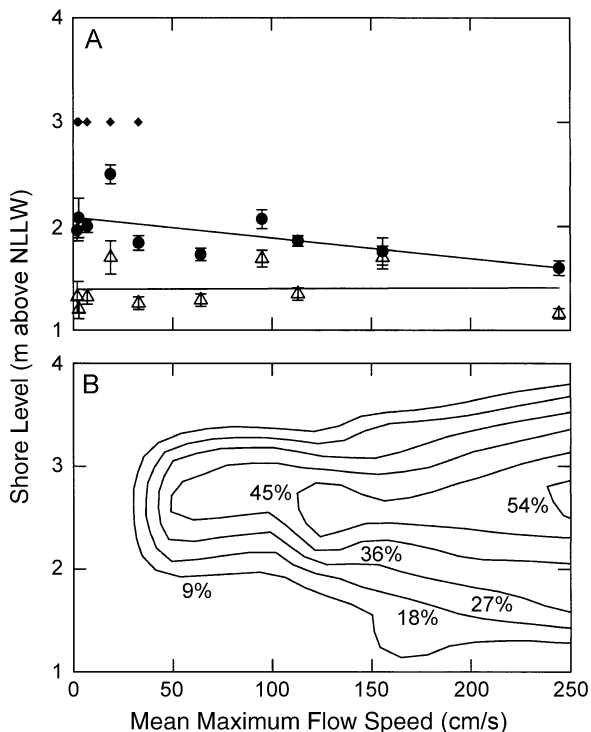 4
A
3
2
1
Shore Level (m above NLLW)
4
B
3
45%
54%
36%
2
9%
27%
18%
1
0 50 100 150 200 250
Mean Maximum Flow Speed (cm/s)